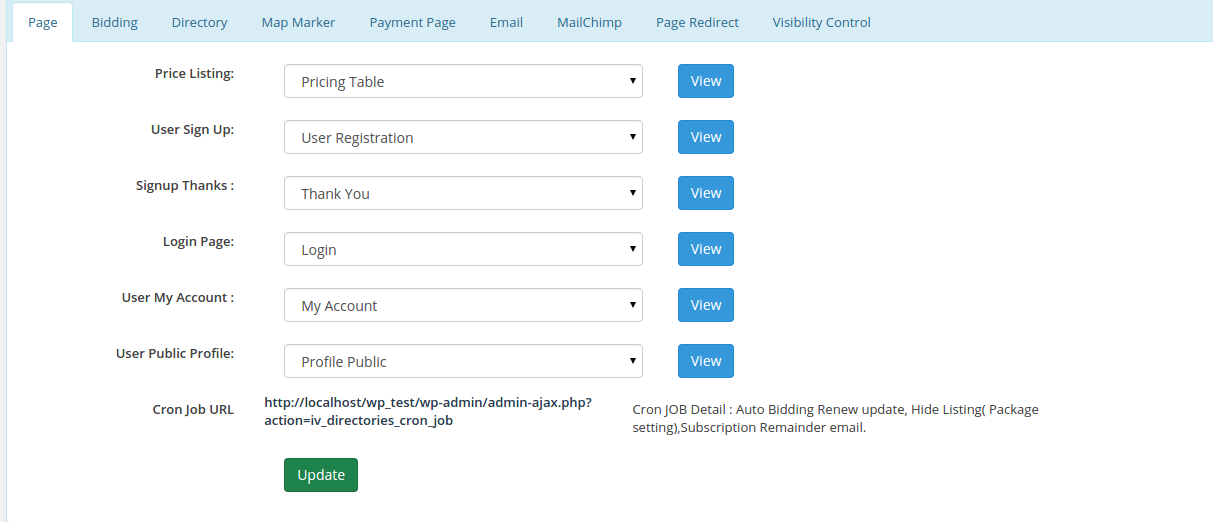 Page Bidding Directory Map Marker Payment Page Email MailChimp Page Redirect Visibility Control
Price Listing: Pricing Table View
User Sign Up: User Registration View
Signup Thanks : Thank You View
Login Page: Login View
User My Account : My Account View
User Public Profile: Profile Public View
Cron Job URL
http://localhost/wp_test/wp-admin/admin-ajax.php?
action=iv_directories_cron_job
Cron JOB Detail : Auto Bidding Renew update, Hide Listing( Package
setting),Subscription Remainder email.
Update